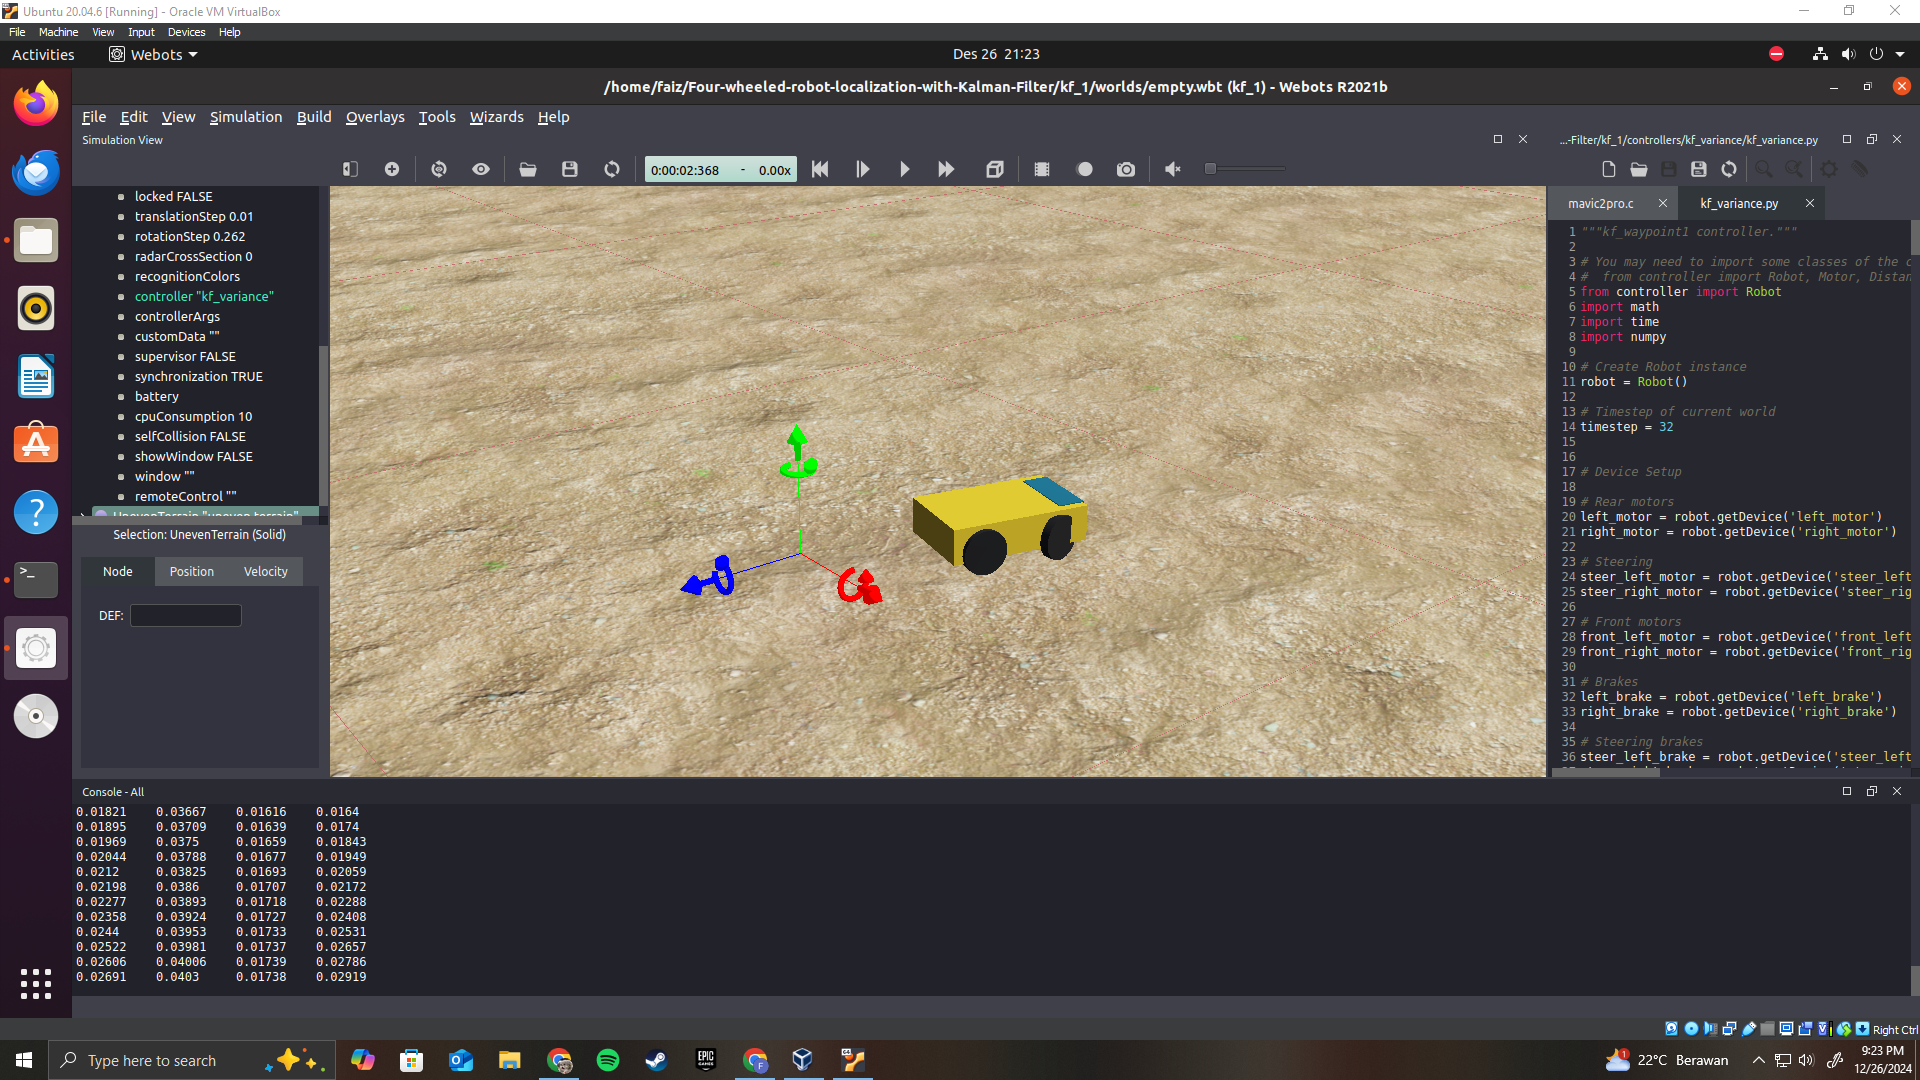 Ubuntu 20.04.6 [Running] - Oracle VM VirtualBox
File Machine View Input Devices Help
Activities Webots Des 26 21:23
/home/faiz/Four-wheeled-robot-localization-with-Kalman-Filter/kf_1/worlds/empty.wbt (kf_1) - Webots R2021b
File Edit View Simulation Build Overlays Tools Wizards Help
Simulation View
0:00:02:368 - 0.00x
locked FALSE
translationStep 0.01
rotationStep 0.262
radarCrossSection 0
recognitionColors
controller "kf_variance"
controllerArgs
customData ""
supervisor FALSE
synchronization TRUE
battery
cpuConsumption 10
selfCollision FALSE
showWindow FALSE
window ""
remoteControl ""
UnevenTerrain "uneven terrain"
Selection: UnevenTerrain (Solid)
Node Position Velocity
DEF:
...-Filter/kf_1/controllers/kf_variance/kf_variance.py
mavic2pro.c kf_variance.py
1 """kf_waypoint1 controller."""
2
3 # You may need to import some classes of the c
4 #  from controller import Robot, Motor, Distan
5 from controller import Robot
6 import math
7 import time
8 import numpy
9
10 # Create Robot instance
11 robot = Robot()
12
13 # Timestep of current world
14 timestep = 32
15
16
17 # Device Setup
18
19 # Rear motors
20 left_motor = robot.getDevice('left_motor')
21 right_motor = robot.getDevice('right_motor')
22
23 # Steering
24 steer_left_motor = robot.getDevice('steer_left
25 steer_right_motor = robot.getDevice('steer_rig
26
27 # Front motors
28 front_left_motor = robot.getDevice('front_left
29 front_right_motor = robot.getDevice('front_rig
30
31 # Brakes
32 left_brake = robot.getDevice('left_brake')
33 right_brake = robot.getDevice('right_brake')
34
35 # Steering brakes
36 steer_left_brake = robot.getDevice('steer_left
Console - All
0.01821 0.03667 0.01616 0.0164
0.01895 0.03709 0.01639 0.0174
0.01969 0.0375 0.01659 0.01843
0.02044 0.03788 0.01677 0.01949
0.0212 0.03825 0.01693 0.02059
0.02198 0.0386 0.01707 0.02172
0.02277 0.03893 0.01718 0.02288
0.02358 0.03924 0.01727 0.02408
0.0244 0.03953 0.01733 0.02531
0.02522 0.03981 0.01737 0.02657
0.02606 0.04006 0.01739 0.02786
0.02691 0.0403 0.01738 0.02919
Right Ctrl
Type here to search
22°C Berawan
9:23 PM
12/26/2024